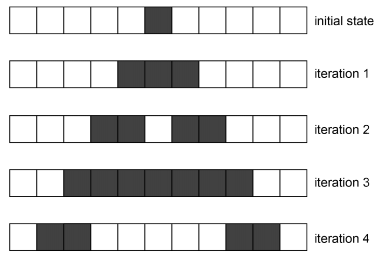 initial state
iteration 1
iteration 2
iteration 3
iteration 4